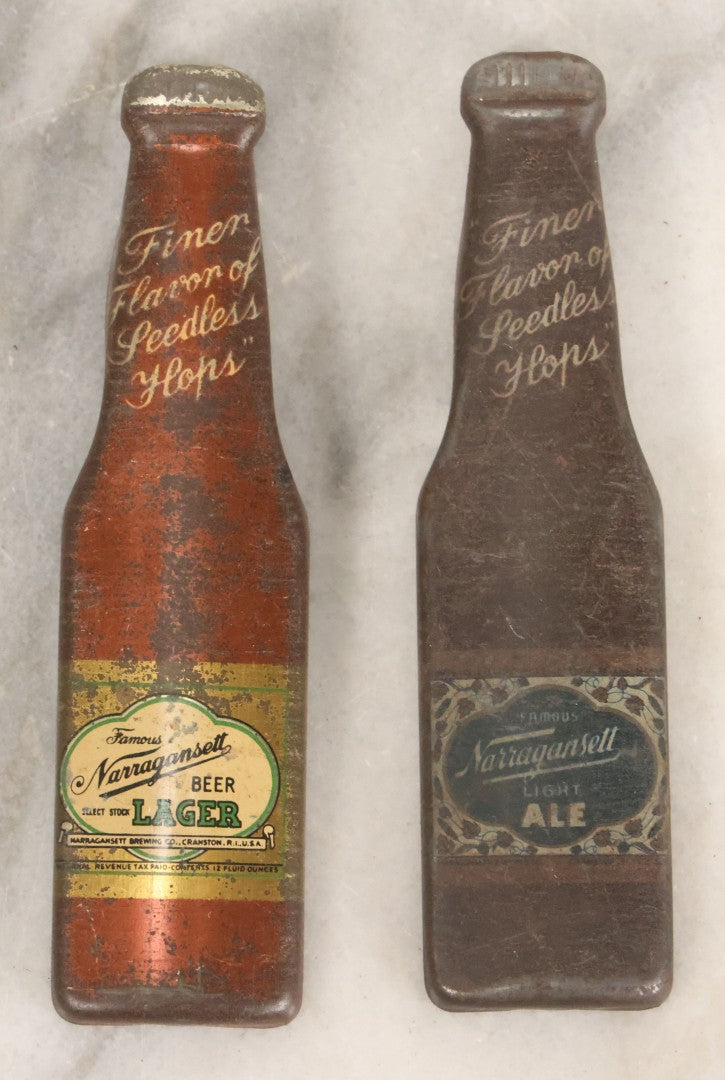 Finer
Flavor of
Seedless
Hops"
Famous
Narragansett
BEER
SELECT STOCK LAGER
NARRAGANSETT BREWING CO., CRANSTON, R.I., U.S.A.
REVENUE TAX PAID-CONTENTS 12 FLUID OUNCES
Finer
Flavor of
Seedless
Hops"
FAMOUS
Narragansett
LIGHT
ALE